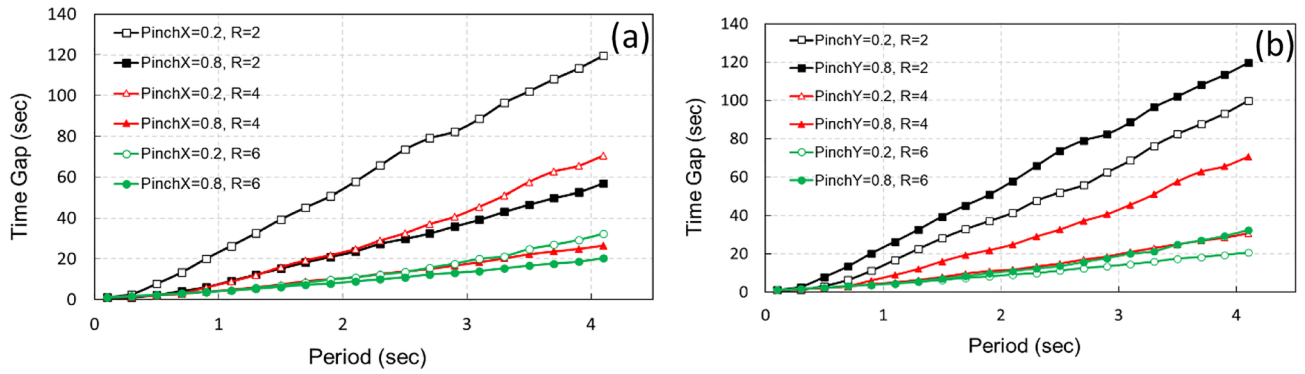 (a)
140
120
100
80
60
40
20
0
Time Gap (sec)
PinchX=0.2, R=2
PinchX=0.8, R=2
PinchX=0.2, R=4
PinchX=0.8, R=4
PinchX=0.2, R=6
PinchX=0.8, R=6
0 1 2 3 4
Period (sec)
(b)
140
120
100
80
60
40
20
0
Time Gap (sec)
PinchY=0.2, R=2
PinchY=0.8, R=2
PinchY=0.2, R=4
PinchY=0.8, R=4
PinchY=0.2, R=6
PinchY=0.8, R=6
0 1 2 3 4
Period (sec)